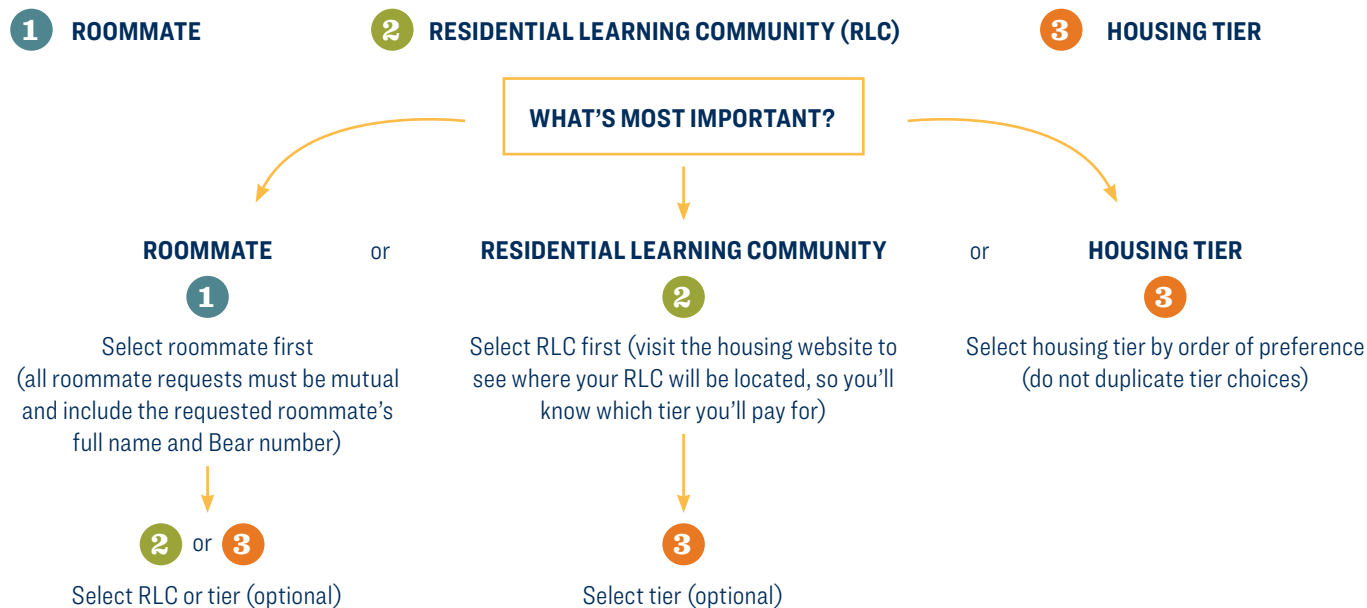 1 ROOMMATE
2 RESIDENTIAL LEARNING COMMUNITY (RLC)
3 HOUSING TIER
WHAT’S MOST IMPORTANT?
ROOMMATE
or
RESIDENTIAL LEARNING COMMUNITY
or
HOUSING TIER
1
Select roommate first
(all roommate requests must be mutual
and include the requested roommate’s
full name and Bear number)
2 or 3
Select RLC or tier (optional)
2
Select RLC first (visit the housing website to
see where your RLC will be located, so you’ll
know which tier you’ll pay for)
3
Select tier (optional)
3
Select housing tier by order of preference
(do not duplicate tier choices)